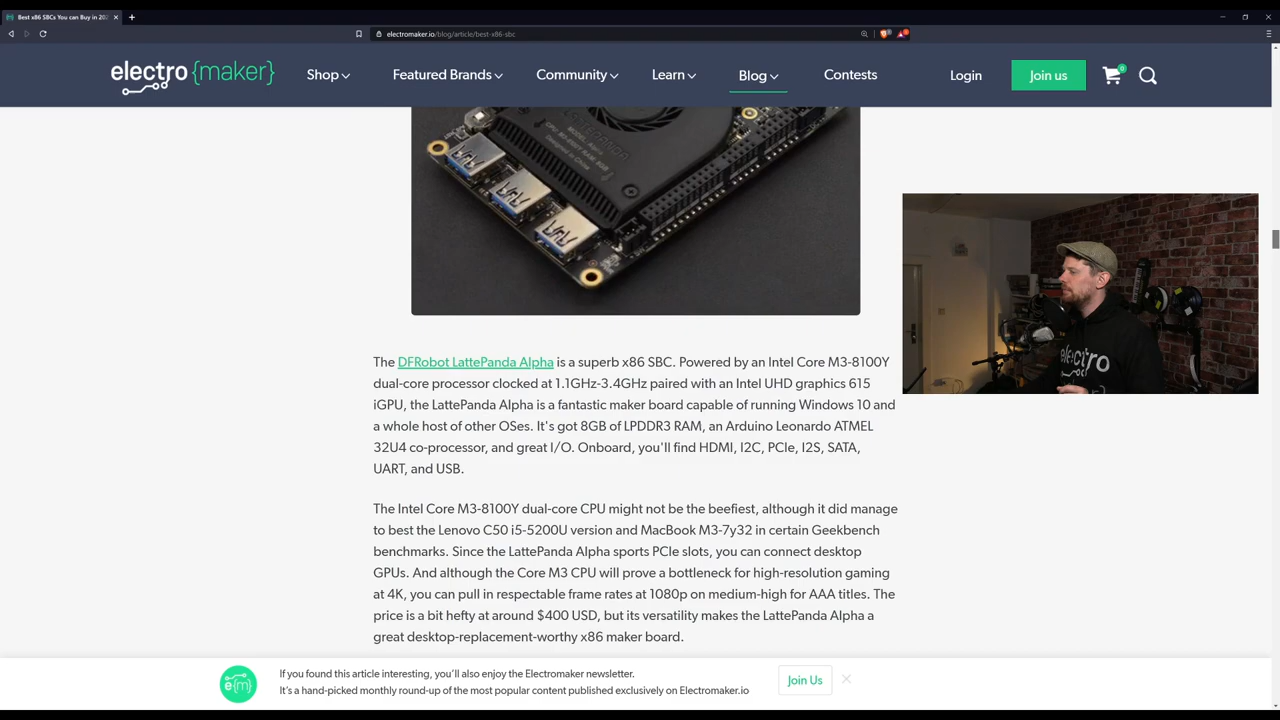 Best x86 SBCs You can Buy in 202
electromaker.io/blog/article/best-x86-sbc
electro{maker}
Shop
Featured Brands
Community
Learn
Blog
Contests
Login
Join us
0
The DFRobot LattePanda Alpha is a superb x86 SBC. Powered by an Intel Core M3-8100Y
dual-core processor clocked at 1.1GHz-3.4GHz paired with an Intel UHD graphics 615
iGPU, the LattePanda Alpha is a fantastic maker board capable of running Windows 10 and
a whole host of other OSes. It's got 8GB of LPDDR3 RAM, an Arduino Leonardo ATMEL
32U4 co-processor, and great I/O. Onboard, you'll find HDMI, I2C, PCIe, I2S, SATA,
UART, and USB.
The Intel Core M3-8100Y dual-core CPU might not be the beefiest, although it did manage
to best the Lenovo C50 i5-5200U version and MacBook M3-7y32 in certain Geekbench
benchmarks. Since the LattePanda Alpha sports PCIe slots, you can connect desktop
GPUs. And although the Core M3 CPU will prove a bottleneck for high-resolution gaming
at 4K, you can pull in respectable frame rates at 1080p on medium-high for AAA titles. The
price is a bit hefty at around $400 USD, but its versatility makes the LattePanda Alpha a
great desktop-replacement-worthy x86 maker board.
electro
e{m}
If you found this article interesting, you'll also enjoy the Electromaker newsletter.
It's a hand-picked monthly round-up of the most popular content published exclusively on Electromaker.io
Join Us